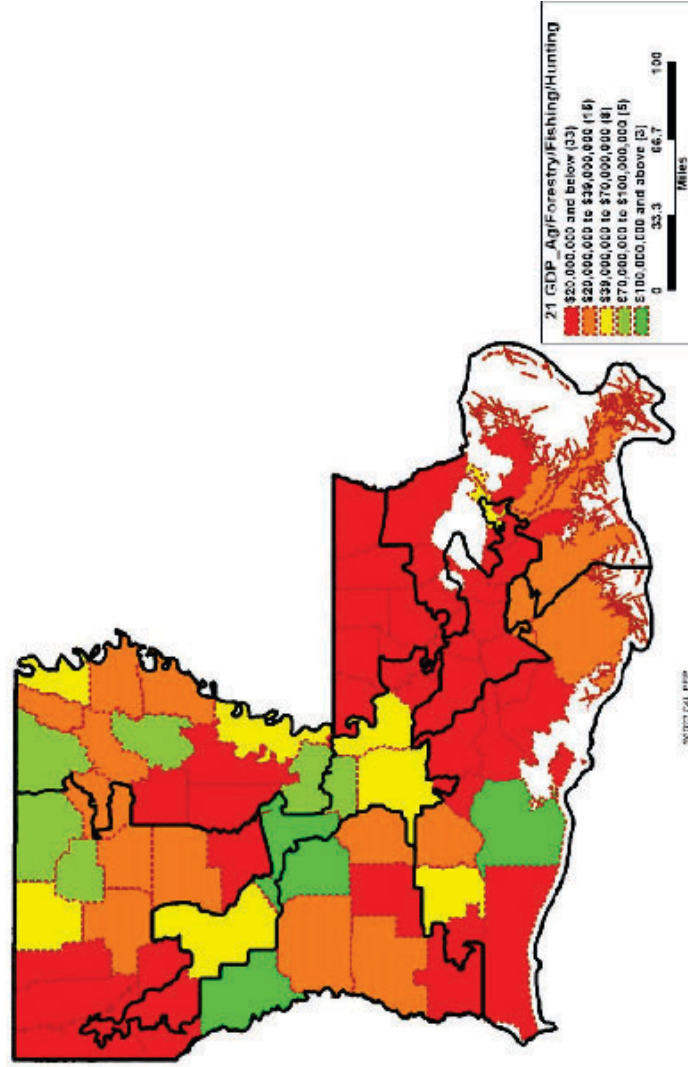 21 GDP_Ag/Forestry/Fishing/Hunting
$20,000,000 and below (33)
$20,000,000 to $39,000,000 (15)
$39,000,000 to $70,000,000 (8)
$70,000,000 to $100,000,000 (5)
$100,000,000 and above (3)
0 33.3 66.7 100
Miles